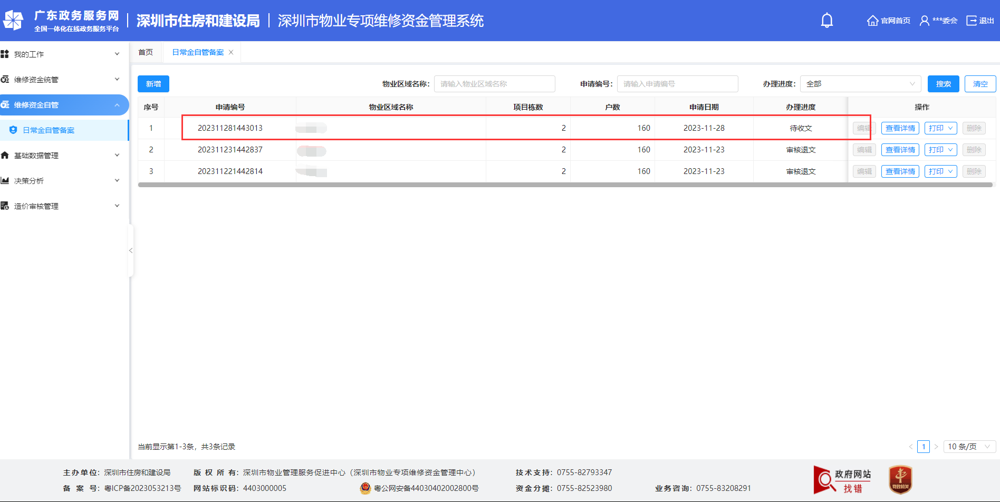 广东政务服务网
全国一体化在线政务服务平台
深圳市住房和建设局
深圳市物业专项维修资金管理系统
官网首页
***委会
退出
我的工作
维修资金统管
维修资金自管
日常金自管备案
基础数据管理
决策分析
造价审核管理
首页
日常金自管备案
新增
物业区域名称: 请输入物业区域名称
申请编号: 请输入申请编号
办理进度: 全部
搜索
清空
序号 申请编号 物业区域名称 项目栋数 户数 申请日期 办理进度 操作
1 202311281443013 2 160 2023-11-28 待收文 编辑 查看详情 打印 删除
2 202311231442837 2 160 2023-11-23 审核退文 编辑 查看详情 打印 删除
3 202311221442814 2 160 2023-11-23 审核退文 编辑 查看详情 打印 删除
当前显示第1-3条，共3条记录
1
10 条/页
主办单位: 深圳市住房和建设局 版权所有: 深圳市物业管理服务促进中心（深圳市物业专项维修资金管理中心） 技术支持: 0755-82793347
备案号: 粤ICP备2023053213号 网站标识码: 4403000005 粤公网安备44030402002800号 资金分摊: 0755-82523980 业务咨询: 0755-83208291
政府网站
找错
党政机关